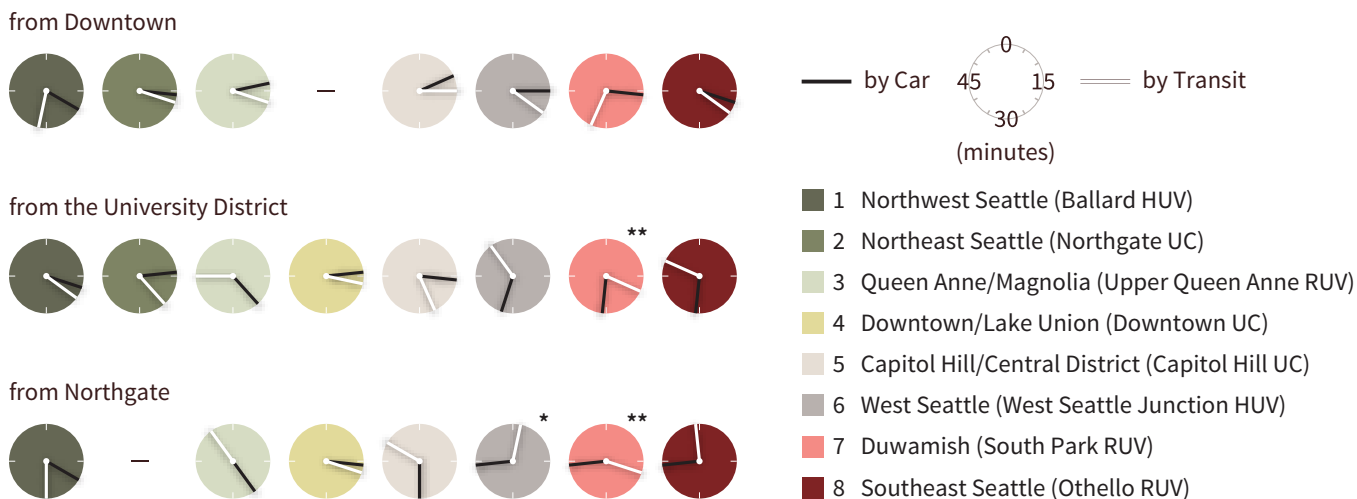 from Downtown
by Car
0
45
15
30
(minutes)
by Transit
from the University District
**
from Northgate
*
**
1 Northwest Seattle (Ballard HUV)
2 Northeast Seattle (Northgate UC)
3 Queen Anne/Magnolia (Upper Queen Anne RUV)
4 Downtown/Lake Union (Downtown UC)
5 Capitol Hill/Central District (Capitol Hill UC)
6 West Seattle (West Seattle Junction HUV)
7 Duwamish (South Park RUV)
8 Southeast Seattle (Othello RUV)